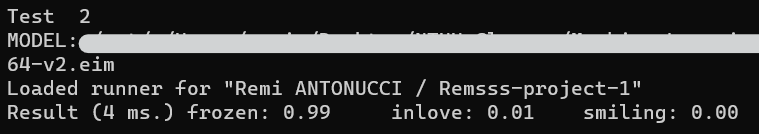 Test 2
MODEL:
64-v2.eim
Loaded runner for "Remi ANTONUCCI / Remsss-project-1"
Result (4 ms.) frozen: 0.99 inlove: 0.01 smiling: 0.00